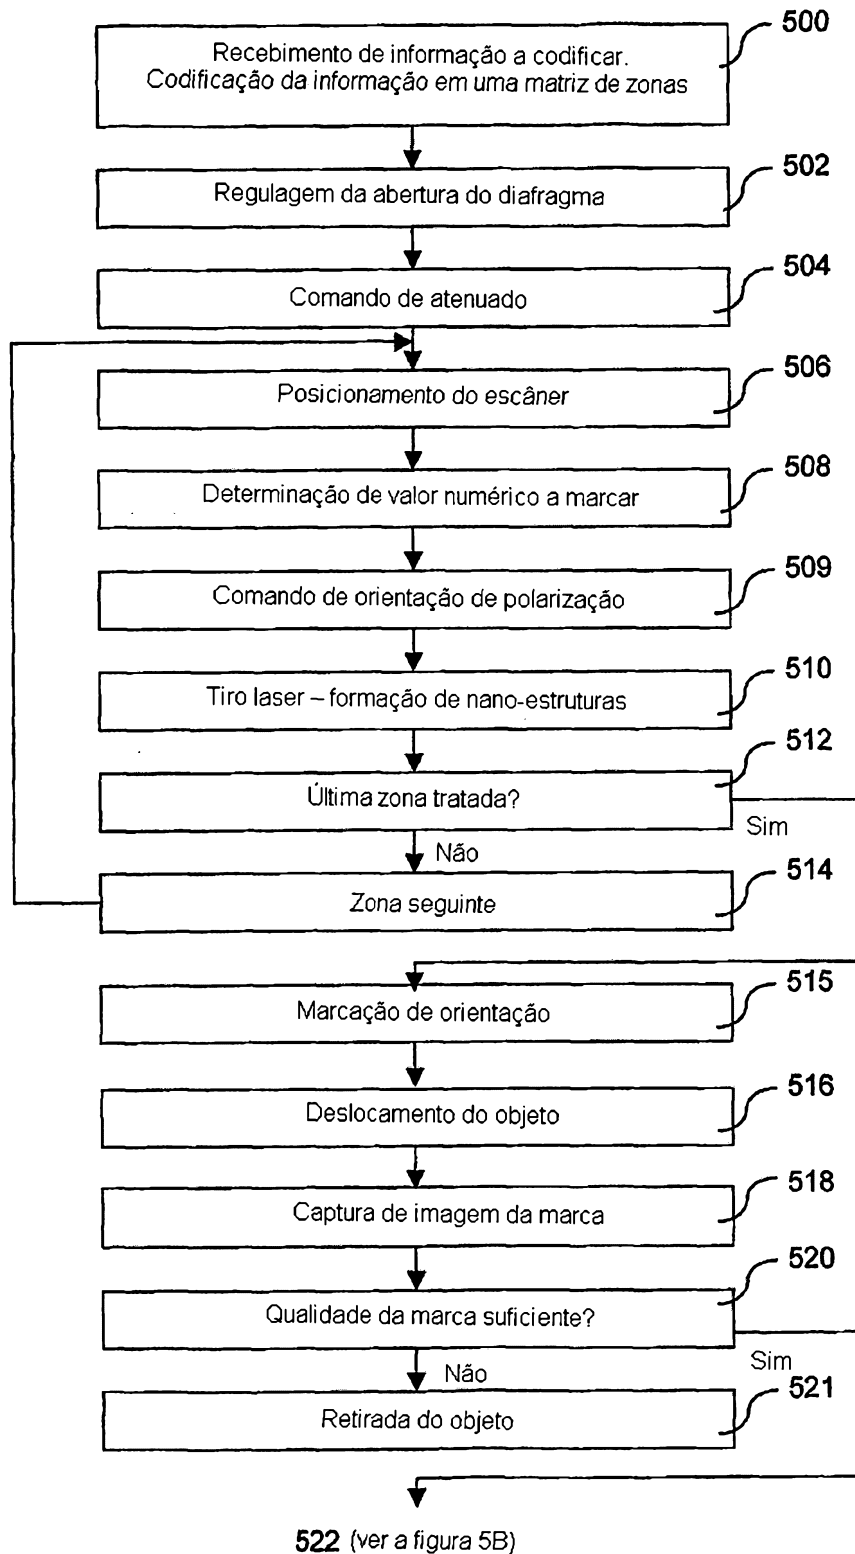 500
Recebimento de informação a codificar.
Codificação da informação em uma matriz de zonas
502
Regulagem da abertura do diafragma
504
Comando de atenuado
506
Posicionamento do escâner
508
Determinação de valor numérico a marcar
509
Comando de orientação de polarização
510
Tiro laser – formação de nano-estruturas
512
Última zona tratada?
Sim
Não
514
Zona seguinte
515
Marcação de orientação
516
Deslocamento do objeto
518
Captura de imagem da marca
520
Qualidade da marca suficiente?
Sim
Não
521
Retirada do objeto
522 (ver a figura 5B)